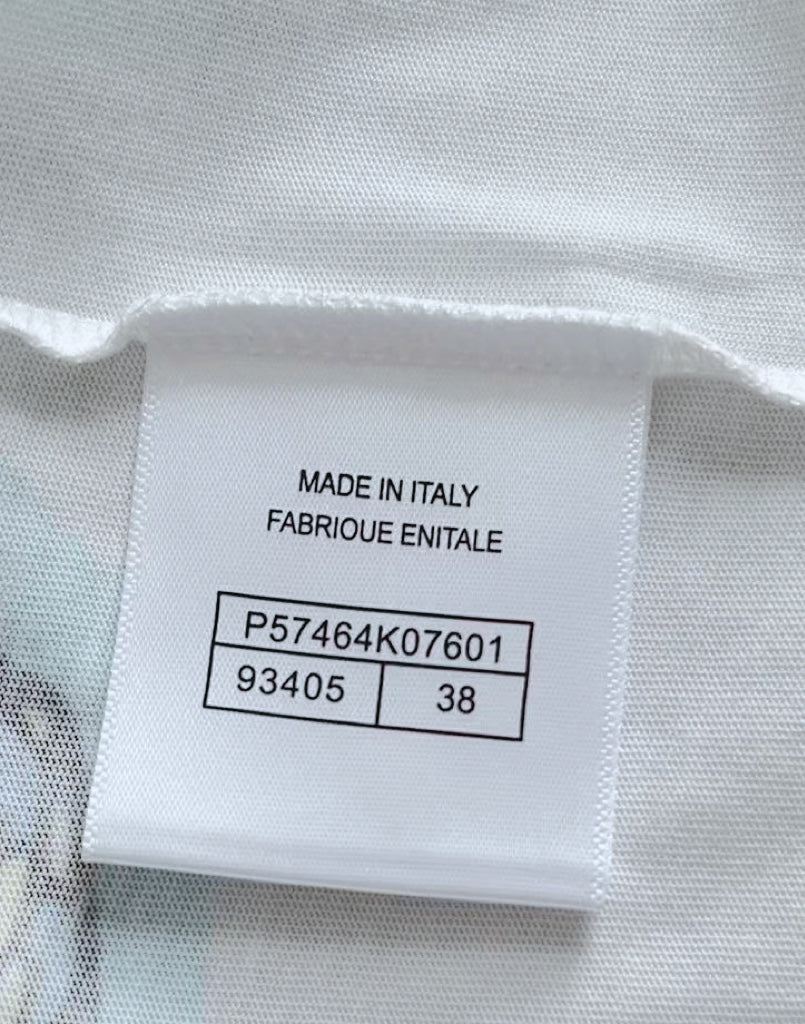 MADE IN ITALY
FABRIOUE ENITALE
P57464K07601
93405 38